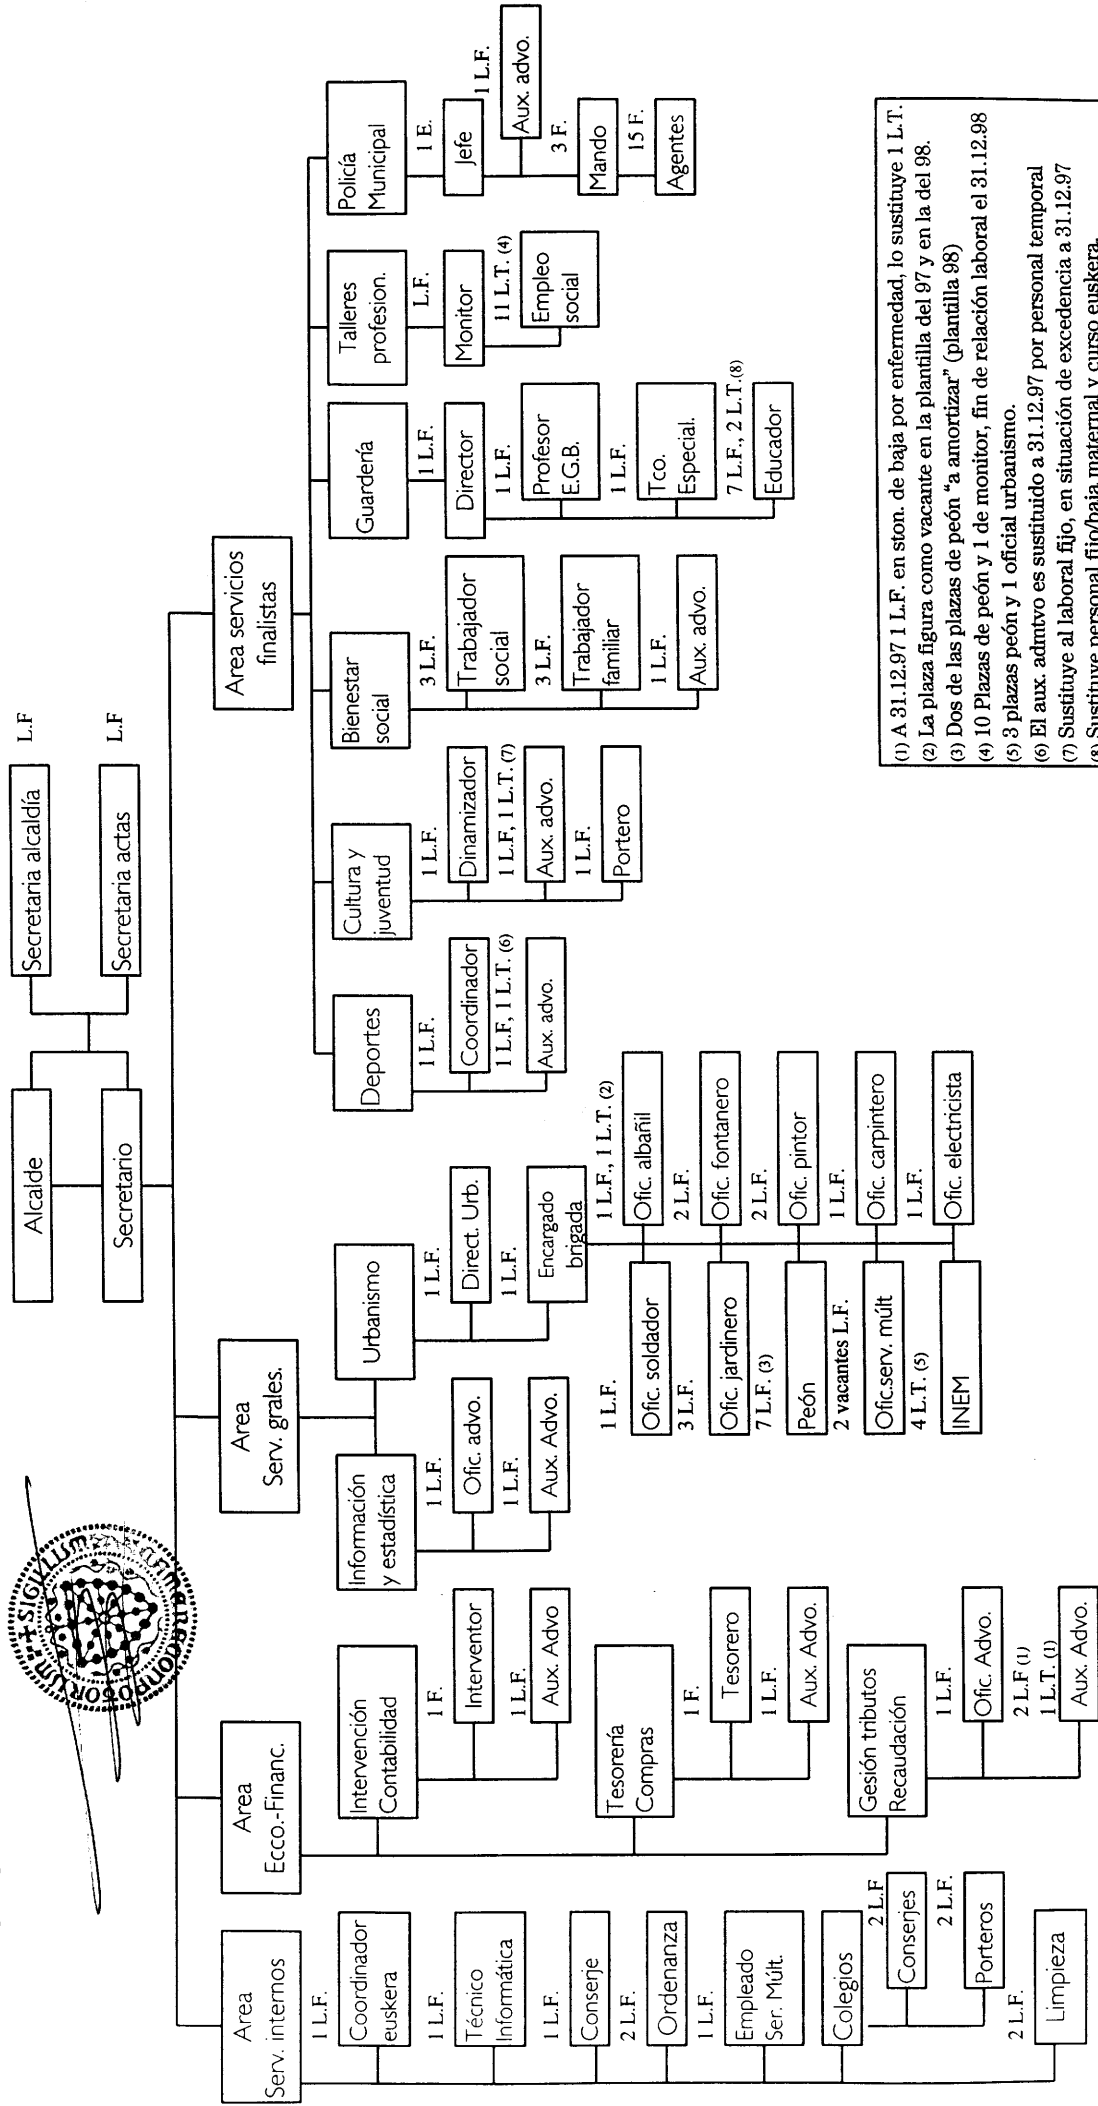 Alcalde
Secretario
Secretaria alcaldía
L.F
Secretaria actas
L.F
Area
Serv. internos
1 L.F.
Coordinador
euskera
1 L.F.
Técnico
Informática
1 L.F.
Conserje
2 L.F.
Ordenanza
1 L.F.
Empleado
Ser. Múlt.
Colegios
2 L.F
Conserjes
2 L.F.
Porteros
2 L.F.
Limpieza
Area
Ecco.-Financ.
Intervención
Contabilidad
1 F.
Interventor
1 L.F.
Aux. Advo
Tesorería
Compras
1 F.
Tesorero
1 L.F.
Aux. Advo.
Gesión tributos
Recaudación
1 L.F.
Ofic. Advo.
2 L.F (1)
1 L.T. (1)
Aux. Advo.
Area
Serv. grales.
Información
y estadística
1 L.F.
Ofic. advo.
1 L.F.
Aux. Advo.
Urbanismo
1 L.F.
Direct. Urb.
1 L.F.
Encargado
brigada
1 L.F.
Ofic. soldador
3 L.F.
Ofic. jardinero
7 L.F. (3)
Peón
2 vacantes L.F.
Ofic.serv. múlt
4 L.T. (5)
INEM
1 L.F., 1 L.T. (2)
Ofic. albañil
2 L.F.
Ofic. fontanero
2 L.F.
Ofic. pintor
1 L.F.
Ofic. carpintero
1 L.F.
Ofic. electricista
Area servicios
finalistas
Deportes
1 L.F.
Coordinador
1 L.F, 1 L.T. (6)
Aux. advo.
Cultura y
juventud
1 L.F.
Dinamizador
1 L.F, 1 L.T. (7)
Aux. advo.
1 L.F.
Portero
Bienestar
social
3 L.F.
Trabajador
social
3 L.F.
Trabajador
familiar
1 L.F.
Aux. advo.
Guardería
1 L.F.
Director
1 L.F.
Profesor
E.G.B.
1 L.F.
Tco.
Especial.
7 L.F., 2 L.T.(8)
Educador
Talleres
profesion.
L.F.
Monitor
11 L.T. (4)
Empleo
social
Policía
Municipal
1 E.
Jefe
1 L.F.
Aux. advo.
3 F.
Mando
15 F.
Agentes
(1) A 31.12.97 1 L.F. en ston. de baja por enfermedad, lo sustituye 1 L.T.
(2) La plaza figura como vacante en la plantilla del 97 y en la del 98.
(3) Dos de las plazas de peón "a amortizar" (plantilla 98)
(4) 10 Plazas de peón y 1 de monitor, fin de relación laboral el 31.12.98
(5) 3 plazas peón y 1 oficial urbanismo.
(6) El aux. admtvo es sustituido a 31.12.97 por personal temporal
(7) Sustituye al laboral fijo, en situación de excedencia a 31.12.97
(8) Sustituye personal fijo/baja maternal y curso euskera.